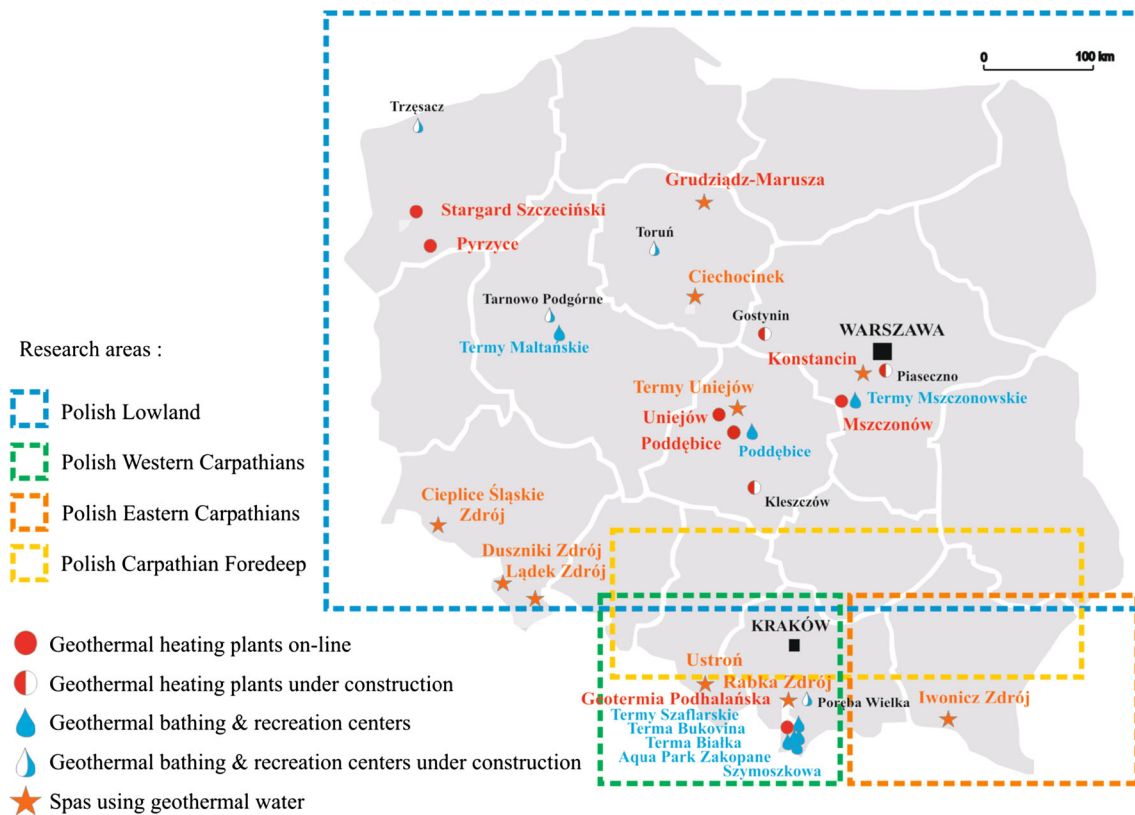 0 100 km
Trzęsacz
Grudziądz-Marusza
Stargard Szczeciński
Toruń
Pyrzyce
Ciechocinek
Tarnowo Podgórne
Gostynin
WARSZAWA
Termy Maltańskie
Konstancin
Piaseczno
Research areas :
Termy Uniejów
Termy Mszczonowskie
Polish Lowland
Uniejów
Mszczonów
Poddębice
Poddębice
Polish Western Carpathians
Cieplice Śląskie
Zdrój
Kleszczów
Polish Eastern Carpathians
Duszniki Zdrój
Polish Carpathian Foredeep
Lądek Zdrój
KRAKÓW
Geothermal heating plants on-line
Ustroń
Geothermal heating plants under construction
Rabka Zdrój
Geotermia Podhalańska
Poręba Wielka
Iwonicz Zdrój
Geothermal bathing & recreation centers
Termy Szaflarskie
Terma Bukovina
Terma Białka
Aqua Park Zakopane
Geothermal bathing & recreation centers under construction
Szymoszkowa
Spas using geothermal water